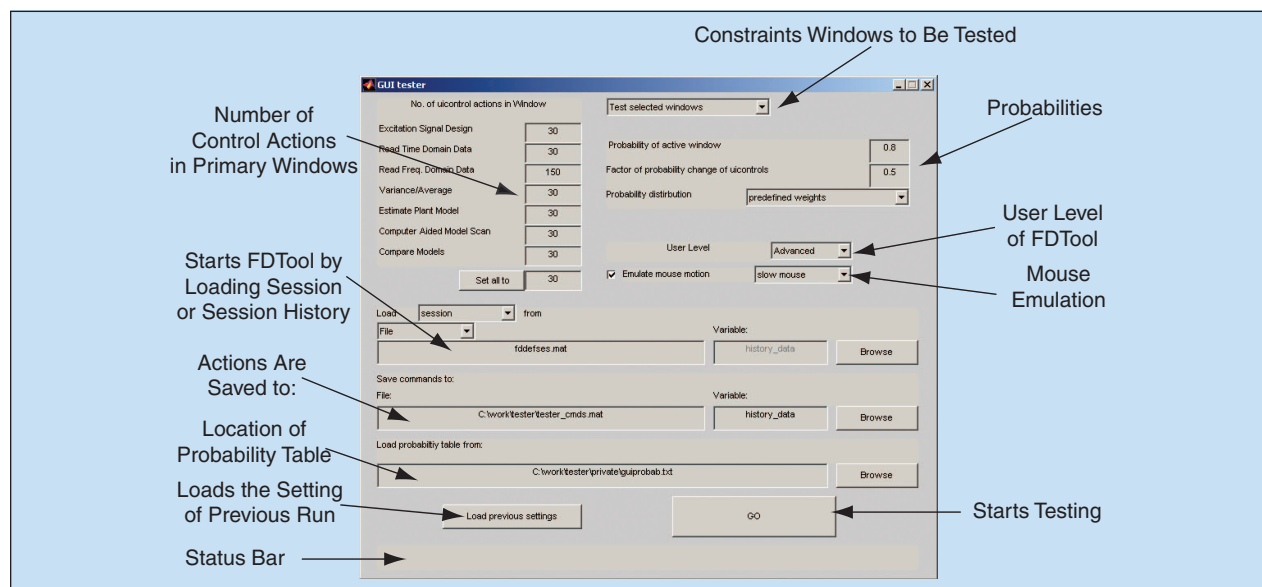 Constraints Windows to Be Tested
GUI tester
Number of
Control Actions
in Primary Windows
No. of uicontrol actions in Window
Excitation Signal Design 30
Read Time Domain Data 30
Read Freq. Domain Data 150
Variance/Average 30
Estimate Plant Model 30
Computer Aided Model Scan 30
Compare Models 30
Set all to 30
Test selected windows
Probabilities
Probability of active window 0.8
Factor of probability change of uicontrols 0.5
Probability distirbution predefined weights
User Level
of FDTool
User Level Advanced
Mouse
Emulation
Emulate mouse motion slow mouse
Starts FDTool by
Loading Session
or Session History
Load session from
File Variable:
fddefses.mat history_data Browse
Actions Are
Saved to:
Save commands to:
File: Variable:
C:\work\tester\tester_cmds.mat history_data Browse
Location of
Probability Table
Load probabiltiy table from:
C:\work\tester\private\guiprobab.txt Browse
Loads the Setting
of Previous Run
Load previous settings GO
Starts Testing
Status Bar